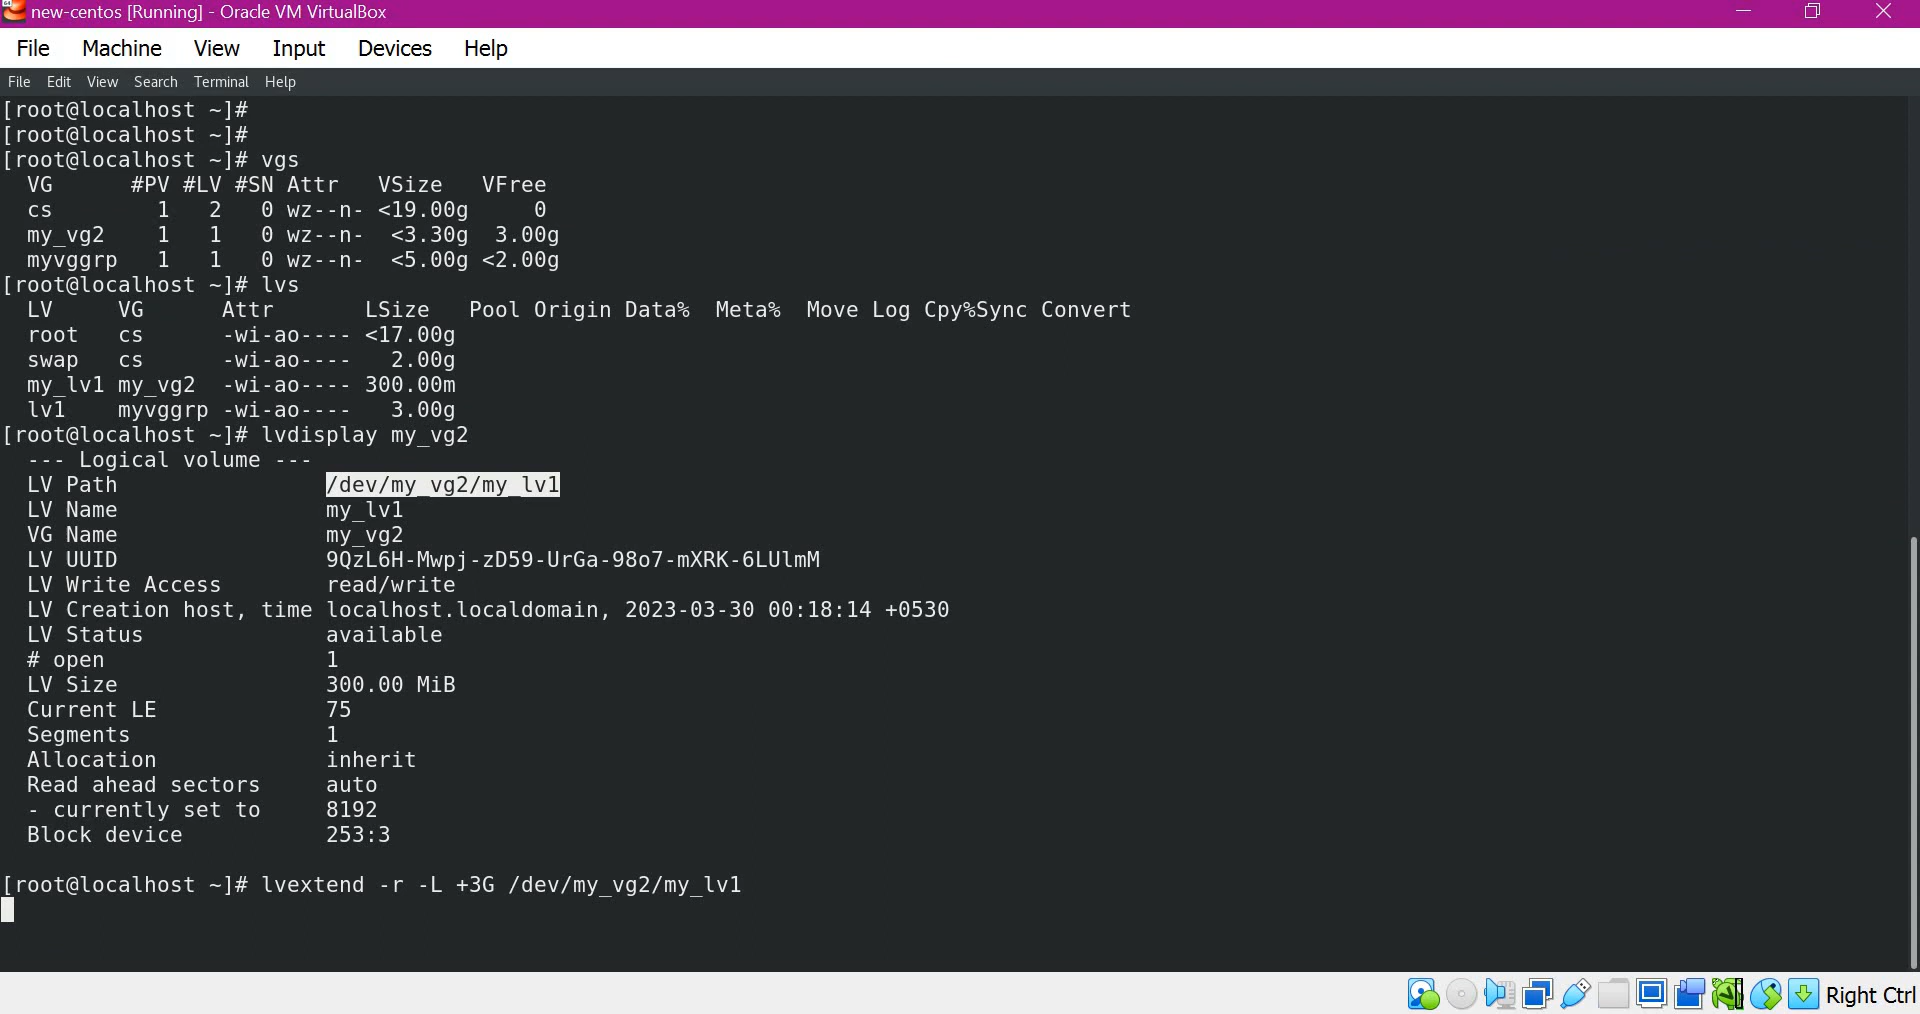 new-centos [Running] - Oracle VM VirtualBox
File Machine View Input Devices Help
File Edit View Search Terminal Help
[root@localhost ~]#
[root@localhost ~]#
[root@localhost ~]# vgs
  VG      #PV #LV #SN Attr   VSize   VFree
  cs        1   2   0 wz--n- <19.00g     0
  my_vg2    1   1   0 wz--n-  <3.30g  3.00g
  myvggrp   1   1   0 wz--n-  <5.00g <2.00g
[root@localhost ~]# lvs
  LV     VG      Attr       LSize   Pool Origin Data%  Meta%  Move Log Cpy%Sync Convert
  root   cs      -wi-ao---- <17.00g
  swap   cs      -wi-ao----   2.00g
  my_lv1 my_vg2  -wi-ao---- 300.00m
  lv1    myvggrp -wi-ao----   3.00g
[root@localhost ~]# lvdisplay my_vg2
  --- Logical volume ---
  LV Path                /dev/my_vg2/my_lv1
  LV Name                my_lv1
  VG Name                my_vg2
  LV UUID                9QzL6H-Mwpj-zD59-UrGa-98o7-mXRK-6LUlmM
  LV Write Access        read/write
  LV Creation host, time localhost.localdomain, 2023-03-30 00:18:14 +0530
  LV Status              available
  # open                 1
  LV Size                300.00 MiB
  Current LE             75
  Segments               1
  Allocation             inherit
  Read ahead sectors     auto
  - currently set to     8192
  Block device           253:3
[root@localhost ~]# lvextend -r -L +3G /dev/my_vg2/my_lv1
Right Ctrl